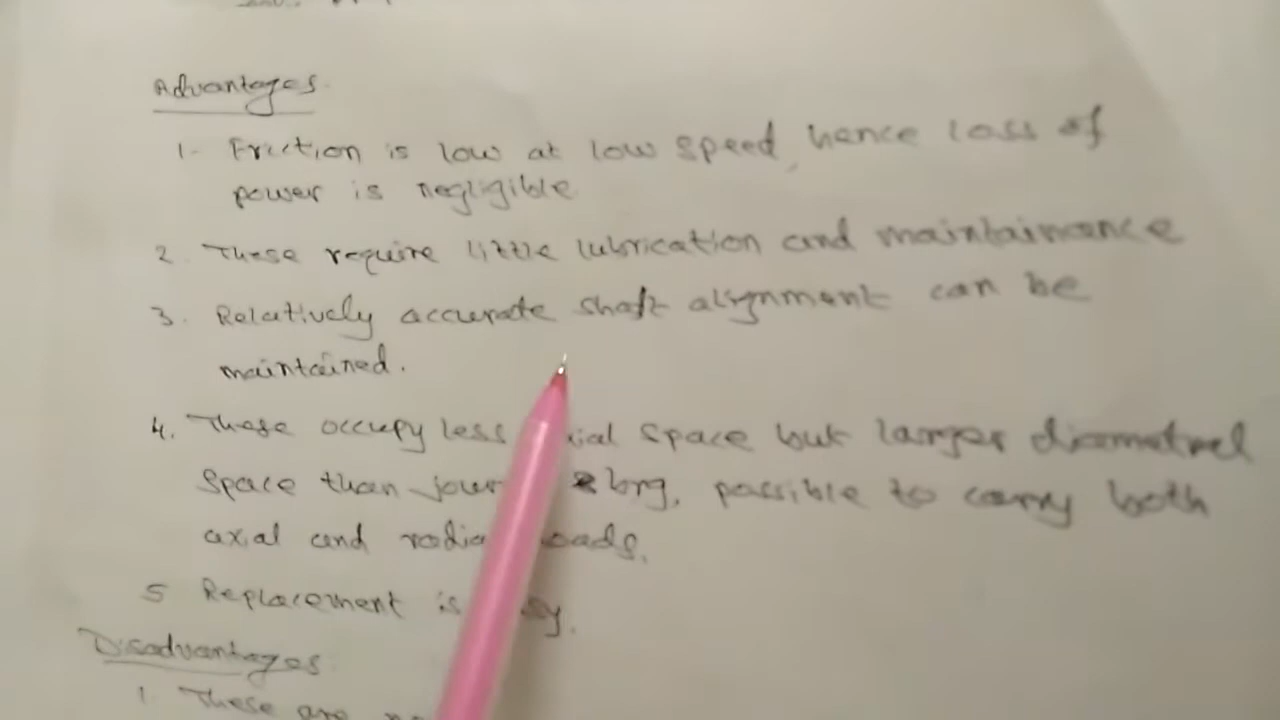 Advantages.
1. Friction is low at low speed, hence loss of
power is negligible
2. These require little lubrication and maintainance
3. Relatively accurate shaft alignment can be
maintained.
4. These occupy less space but larger diametral
space than brg, possible to carry both
axial and
5 Replacement is
Disadvantages
1. These are